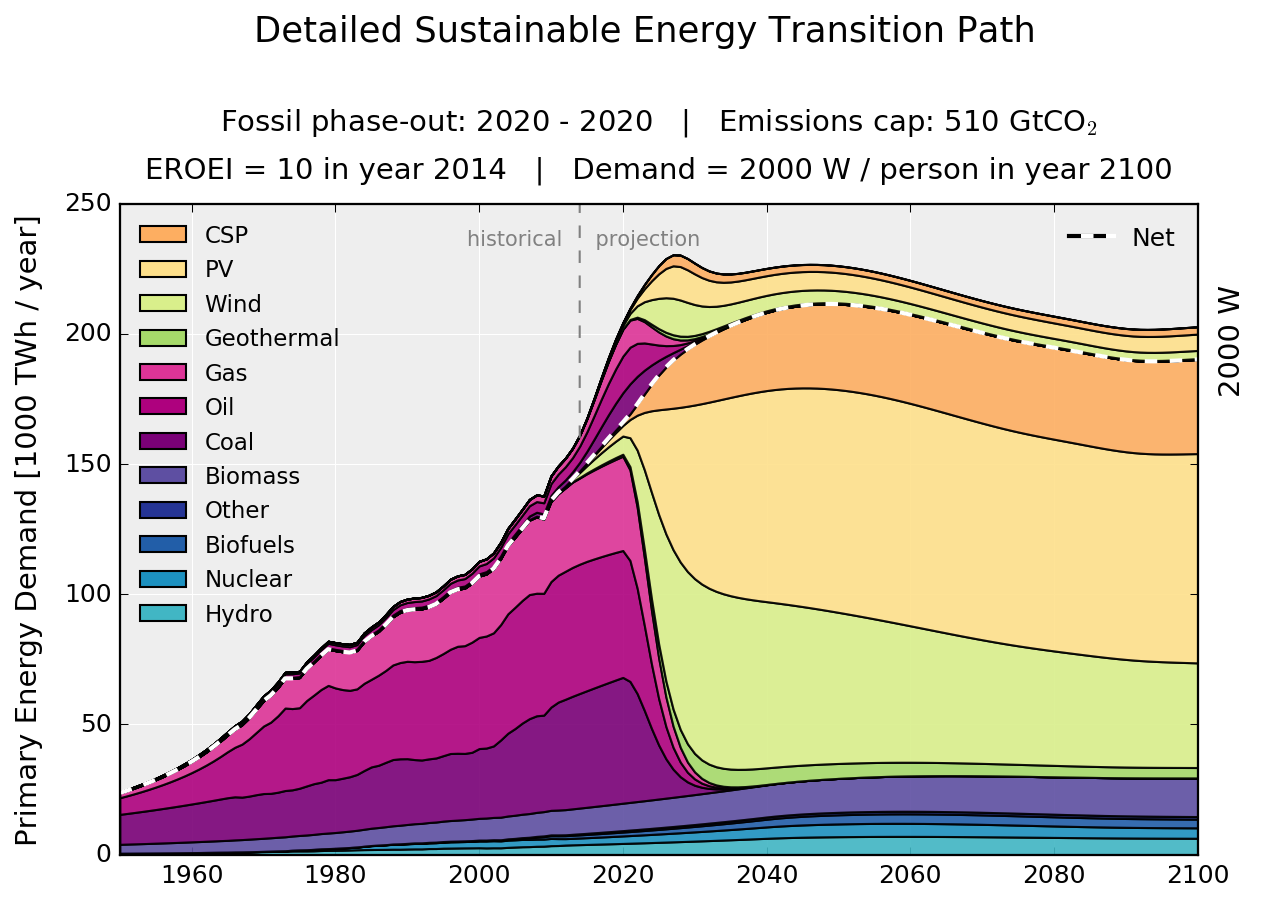 Detailed Sustainable Energy Transition Path
Fossil phase-out: 2020 - 2020 | Emissions cap: 510 GtCO₂
EROEI = 10 in year 2014 | Demand = 2000 W / person in year 2100
Primary Energy Demand [1000 TWh / year]
250
200
150
100
50
0
historical
projection
CSP
PV
Wind
Geothermal
Gas
Oil
Coal
Biomass
Other
Biofuels
Nuclear
Hydro
Net
2000 W
1960
1980
2000
2020
2040
2060
2080
2100